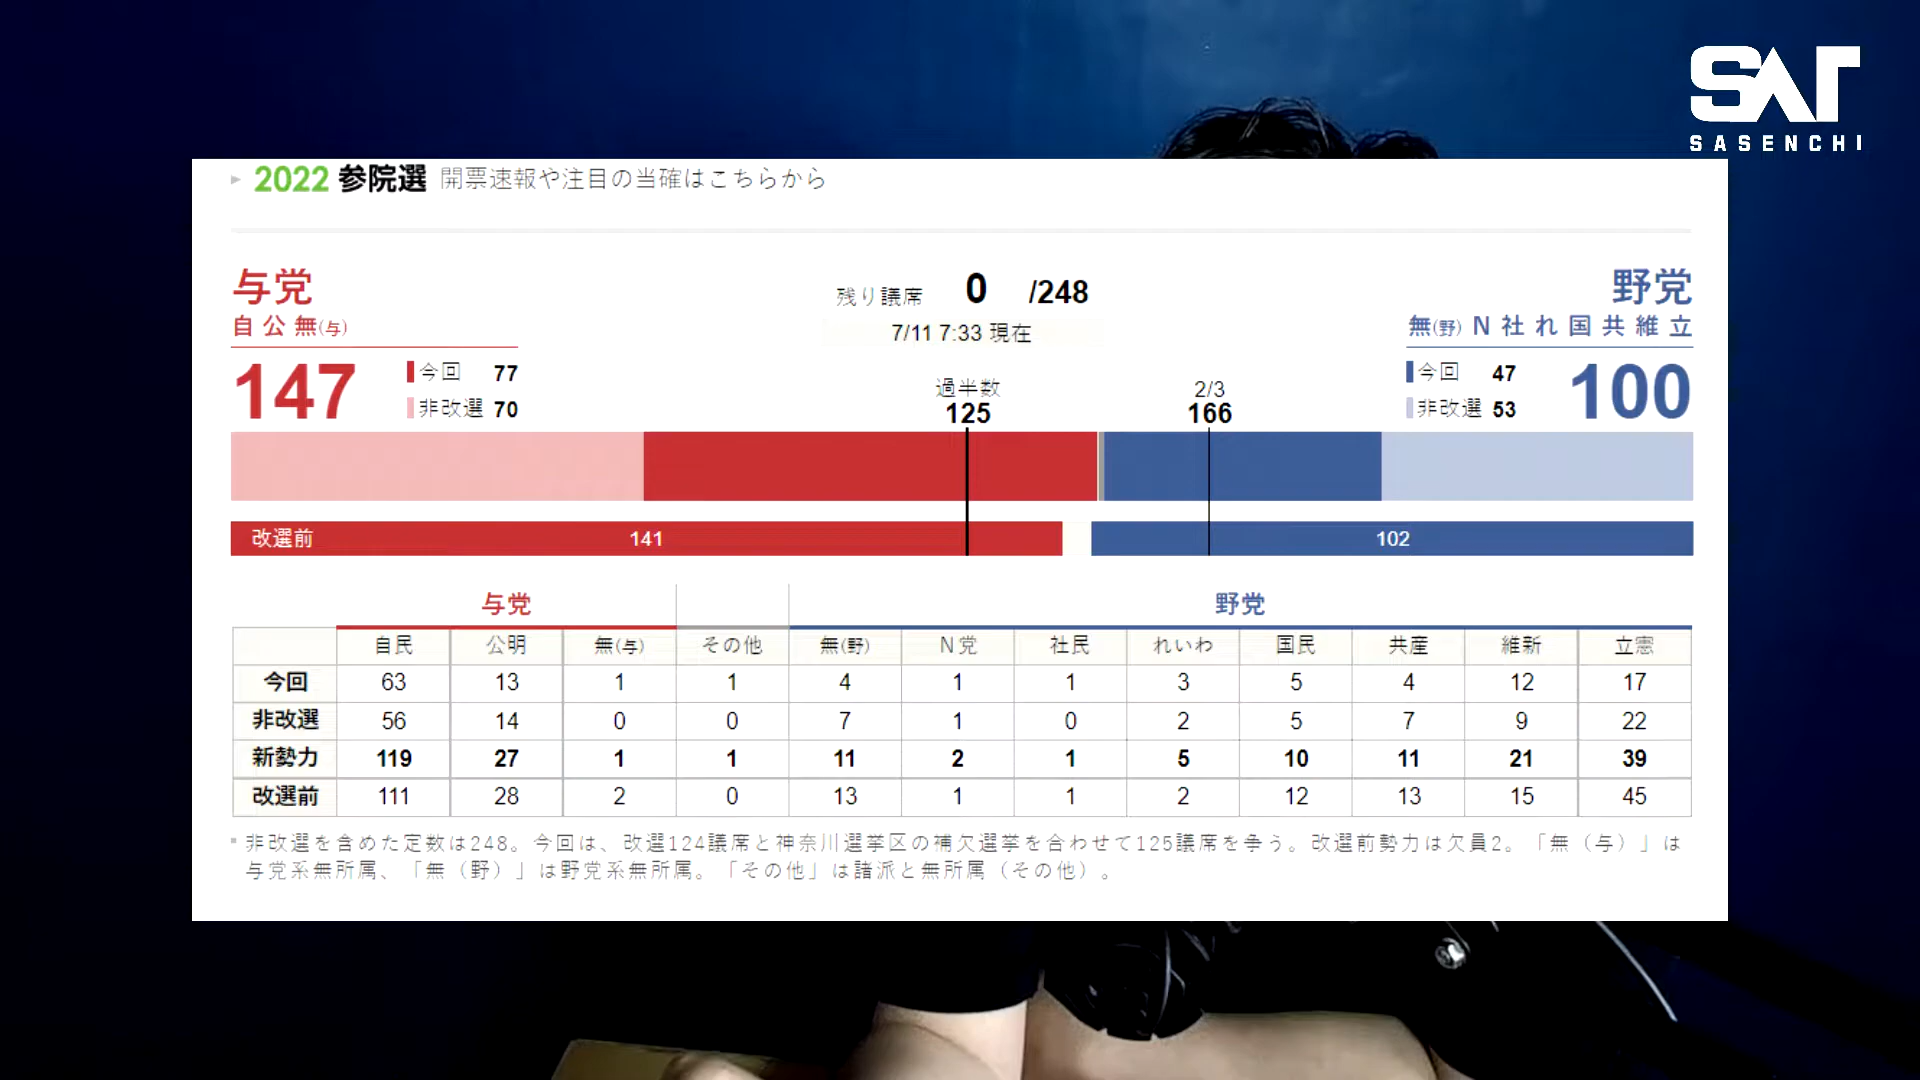 SAT
SASENCHI
2022 参院選 開票速報や注目の当確はこちらから
与党
自 公 無(与)
147
今回 77
非改選 70
残り議席 0 /248
7/11 7:33 現在
過半数
125
2/3
166
野党
無(野) N 社 れ 国 共 維 立
今回 47
非改選 53
100
改選前 141 102
与党 野党
自民 公明 無(与) その他 無(野) N党 社民 れいわ 国民 共産 維新 立憲
今回 63 13 1 1 4 1 1 3 5 4 12 17
非改選 56 14 0 0 7 1 0 2 5 7 9 22
新勢力 119 27 1 1 11 2 1 5 10 11 21 39
改選前 111 28 2 0 13 1 1 2 12 13 15 45
非改選を含めた定数は248。今回は、改選124議席と神奈川選挙区の補欠選挙を合わせて125議席を争う。改選前勢力は欠員2。「無（与）」は
与党系無所属、「無（野）」は野党系無所属。「その他」は諸派と無所属（その他）。